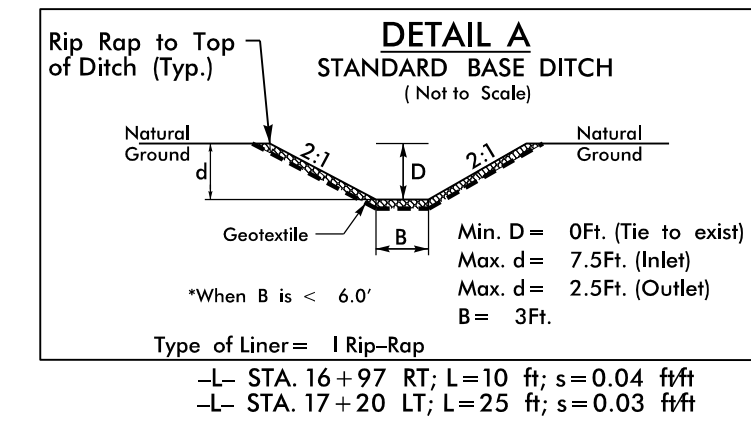 DETAIL A
STANDARD BASE DITCH
( Not to Scale)
Rip Rap to Top
of Ditch (Typ.)
Natural
Ground
2:1
2:1
Natural
Ground
d
D
Geotextile
B
Min. D = 0Ft. (Tie to exist)
Max. d = 7.5Ft. (Inlet)
*When B is < 6.0'
Max. d = 2.5Ft. (Outlet)
B = 3Ft.
Type of Liner = I Rip-Rap
-L- STA. 16+97 RT; L=10 ft; s=0.04 ft/ft
-L- STA. 17+20 LT; L=25 ft; s=0.03 ft/ft